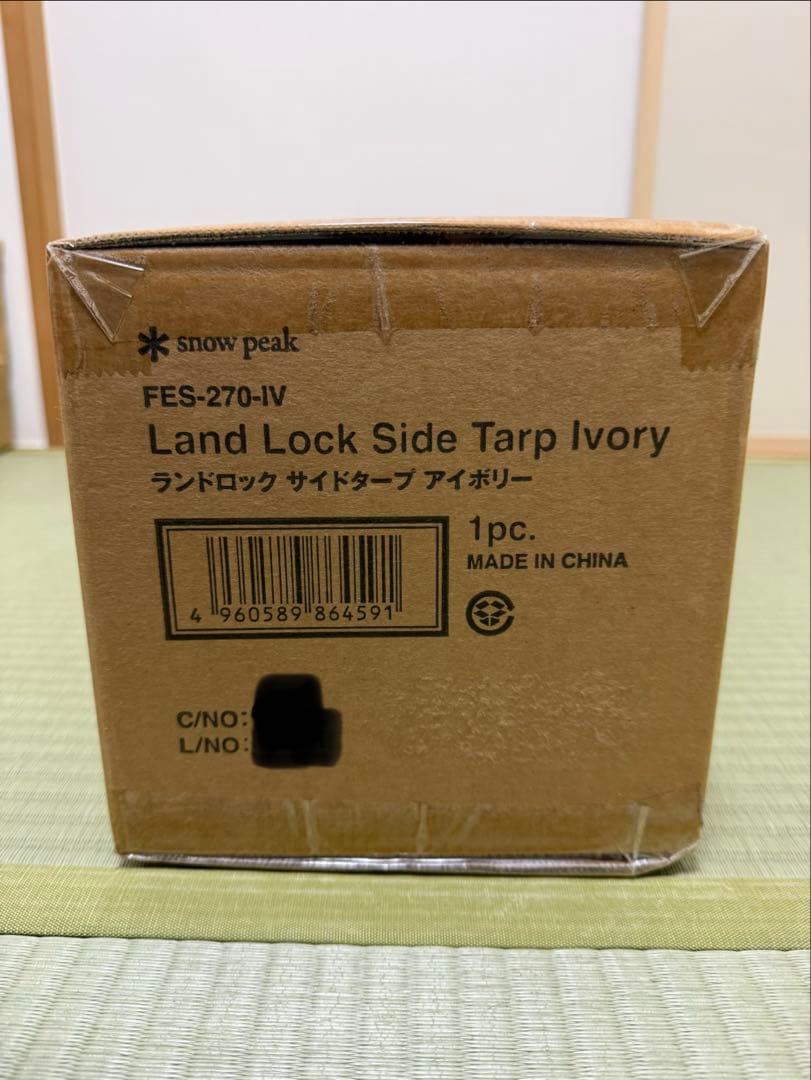 snow peak
FES-270-IV
Land Lock Side Tarp Ivory
ランドロック サイドタープ アイボリー
1pc.
MADE IN CHINA
4 960589 864591
C/NO:
L/NO: